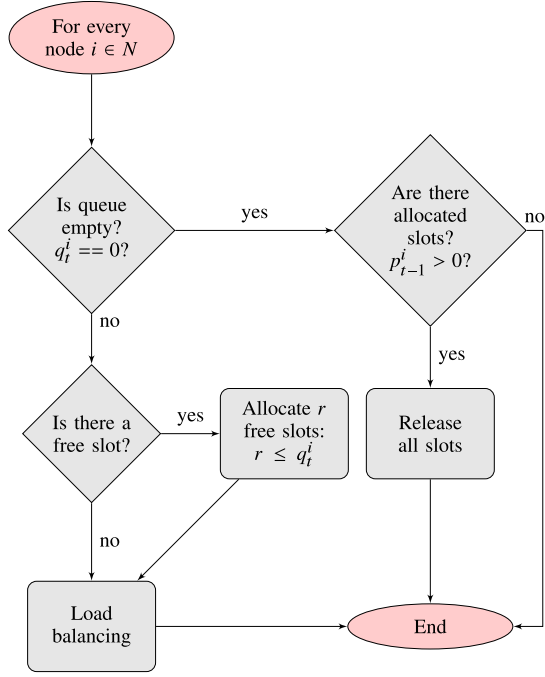 For every
node i ∈ N
Is queue
empty?
q_t^i == 0?
yes
Are there
allocated
slots?
p_{t−1}^i > 0?
no
no
yes
Is there a
free slot?
yes
Allocate r
free slots:
r ≤ q_t^i
Release
all slots
no
Load
balancing
End